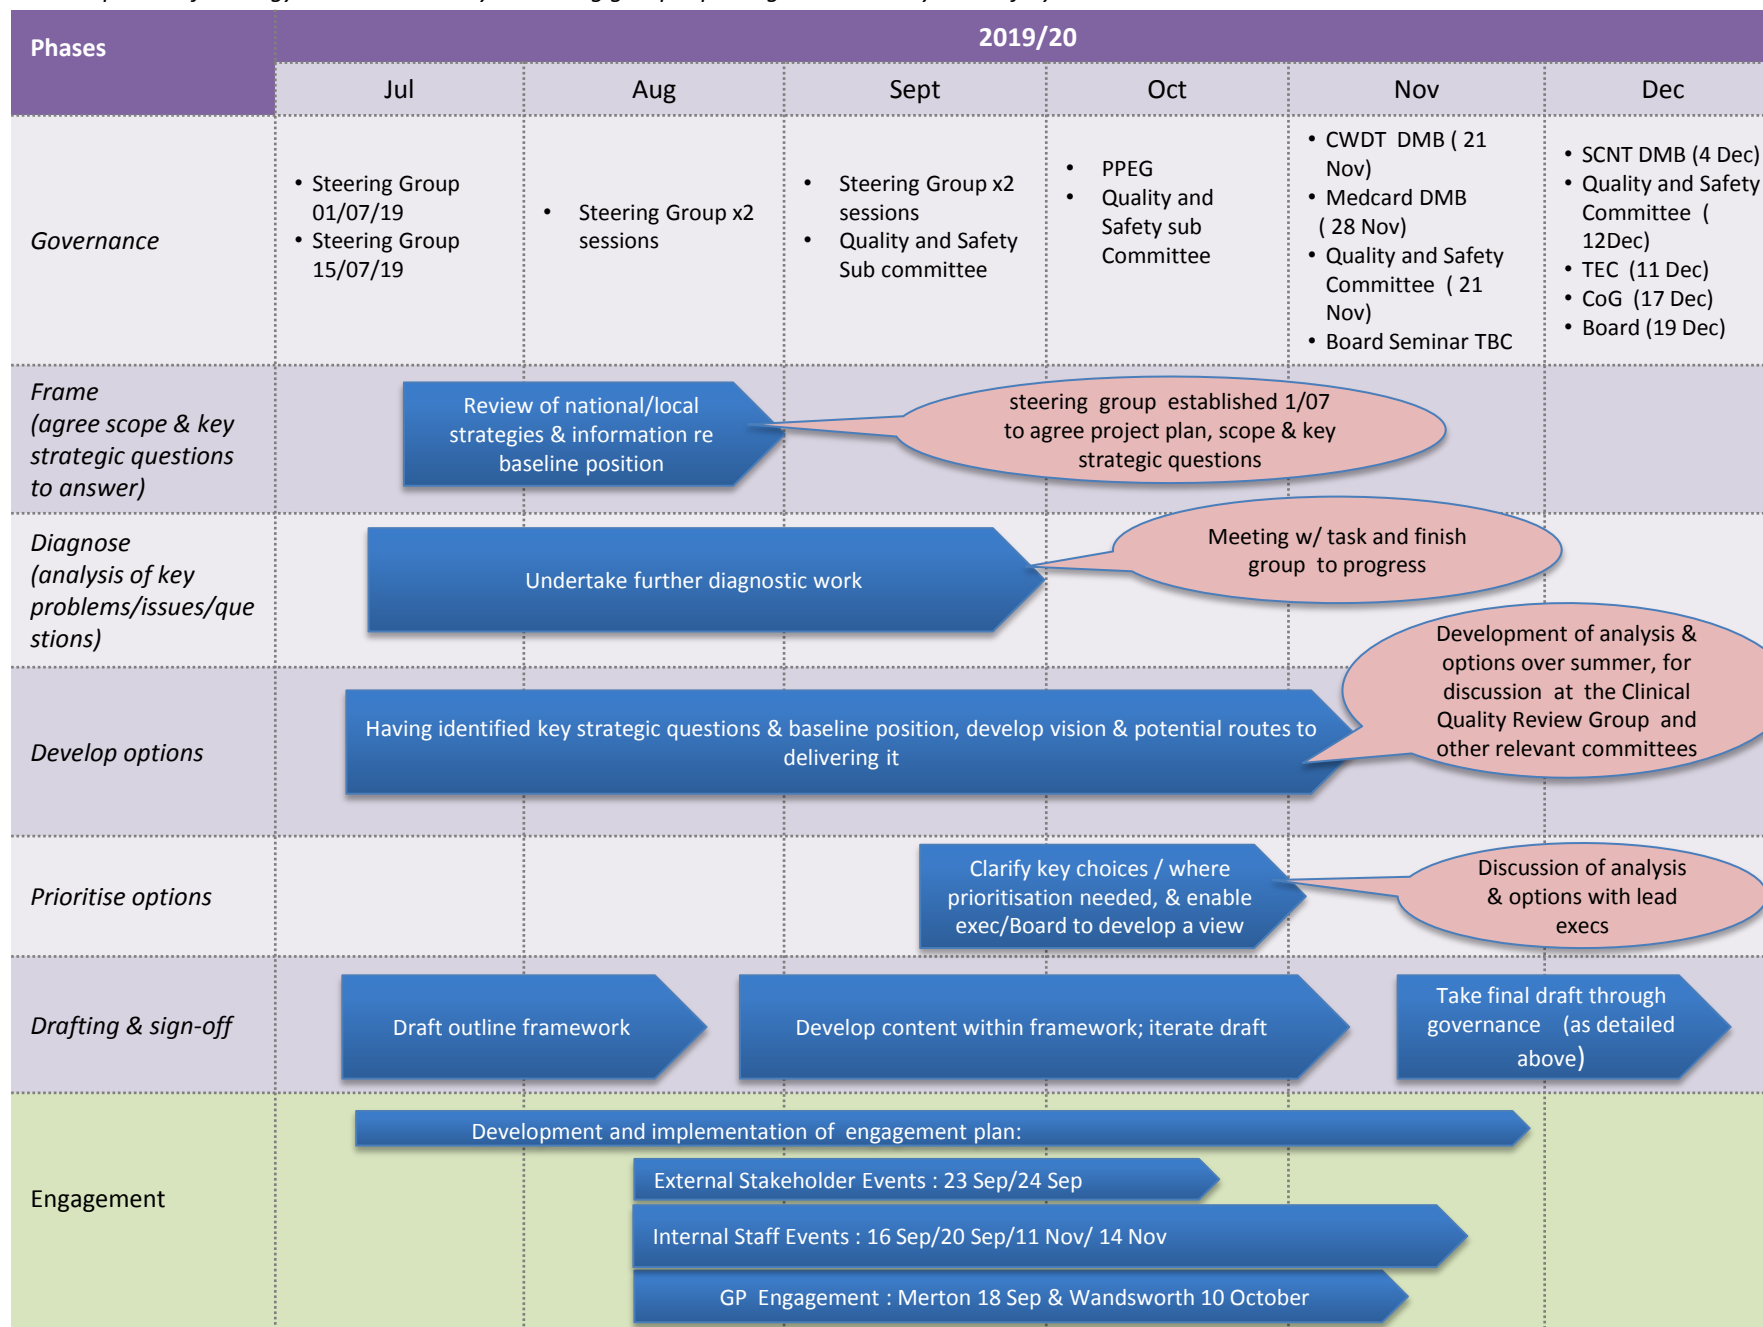 Phases
2019/20
Jul
Aug
Sept
Oct
Nov
Dec
Governance
• Steering Group
01/07/19
• Steering Group
15/07/19
• Steering Group x2
sessions
• Steering Group x2
sessions
• Quality and Safety
Sub committee
• PPEG
• Quality and
Safety sub
Committee
• CWDT DMB ( 21
Nov)
• Medcard DMB
( 28 Nov)
• Quality and Safety
Committee ( 21
Nov)
• Board Seminar TBC
• SCNT DMB (4 Dec)
• Quality and Safety
Committee (
12Dec)
• TEC (11 Dec)
• CoG (17 Dec)
• Board (19 Dec)
Frame
(agree scope & key
strategic questions
to answer)
Review of national/local
strategies & information re
baseline position
steering group established 1/07
to agree project plan, scope & key
strategic questions
Diagnose
(analysis of key
problems/issues/que
stions)
Undertake further diagnostic work
Meeting w/ task and finish
group to progress
Develop options
Having identified key strategic questions & baseline position, develop vision & potential routes to
delivering it
Development of analysis &
options over summer, for
discussion at the Clinical
Quality Review Group and
other relevant committees
Prioritise options
Clarify key choices / where
prioritisation needed, & enable
exec/Board to develop a view
Discussion of analysis
& options with lead
execs
Drafting & sign-off
Draft outline framework
Develop content within framework; iterate draft
Take final draft through
governance (as detailed
above)
Engagement
Development and implementation of engagement plan:
External Stakeholder Events : 23 Sep/24 Sep
Internal Staff Events : 16 Sep/20 Sep/11 Nov/ 14 Nov
GP Engagement : Merton 18 Sep & Wandsworth 10 October